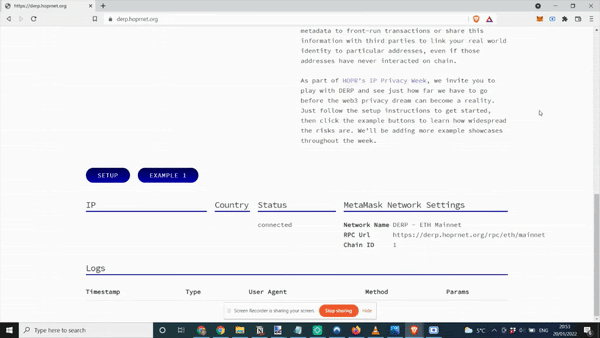 https://derp.hoprnet.org
derp.hoprnet.org
metadata to front-run transactions or share this
information with third parties to link your real world
identity to particular addresses, even if those
addresses have never interacted on chain.
As part of HOPR's IP Privacy Week, we invite you to
play with DERP and see just how far we have to go
before the web3 privacy dream can become a reality.
Just follow the setup instructions to get started,
then click the example buttons to learn how widespread
the risks are. We'll be adding more example showcases
throughout the week.
SETUP EXAMPLE 1
IP Country Status MetaMask Network Settings
connected Network Name DERP - ETH Mainnet
RPC Url https://derp.hoprnet.org/rpc/eth/mainnet
Chain ID 1
Logs
Timestamp Type User Agent Method Params
Screen Recorder is sharing your screen. Stop sharing Hide
Type here to search
5°C
ENG
20:53
20/03/2022